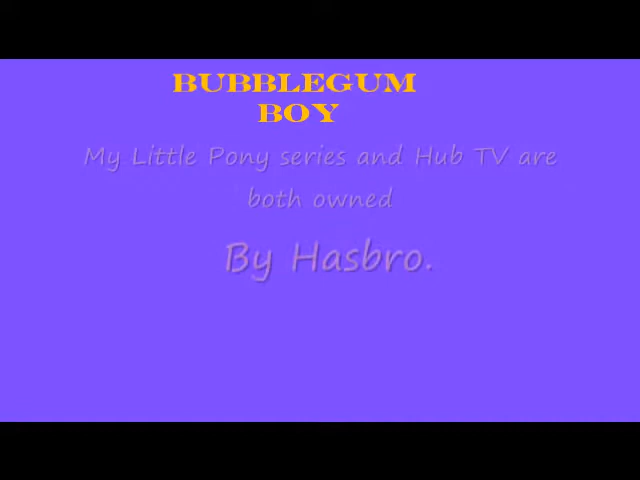 BUBBLEGUM
BOY
My Little Pony series and Hub TV are
both owned
By Hasbro.